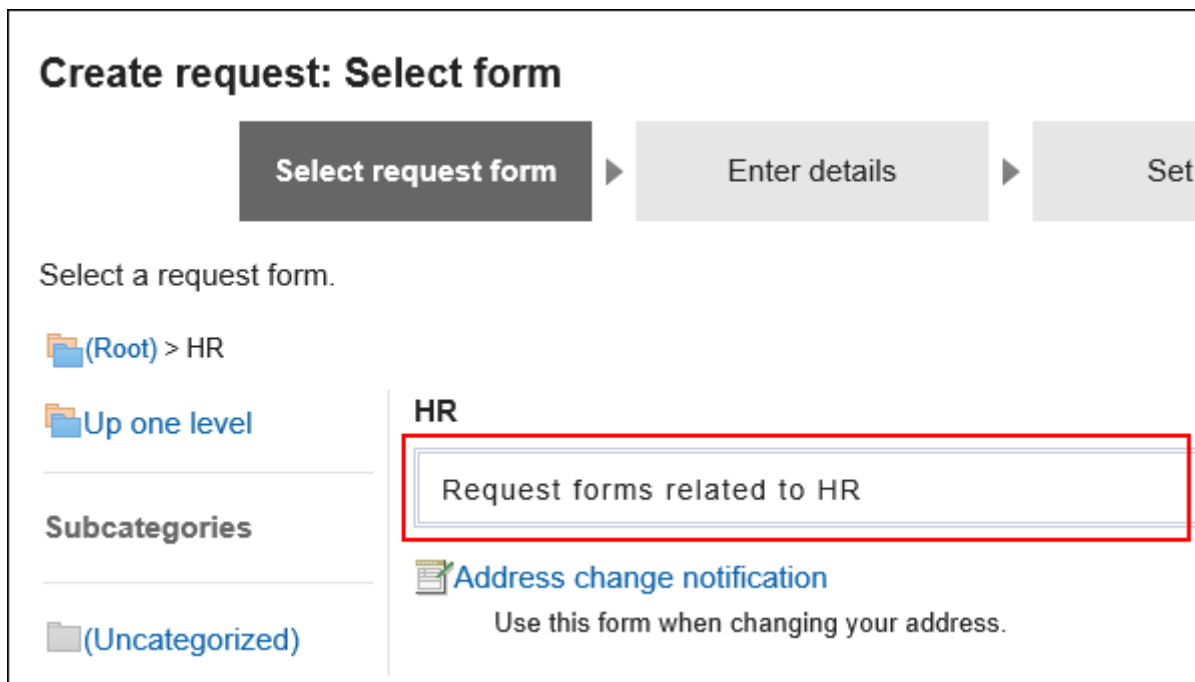 Create request: Select form
Select request form
Enter details
Set
Select a request form.
(Root) > HR
Up one level
Subcategories
(Uncategorized)
HR
Request forms related to HR
Address change notification
Use this form when changing your address.